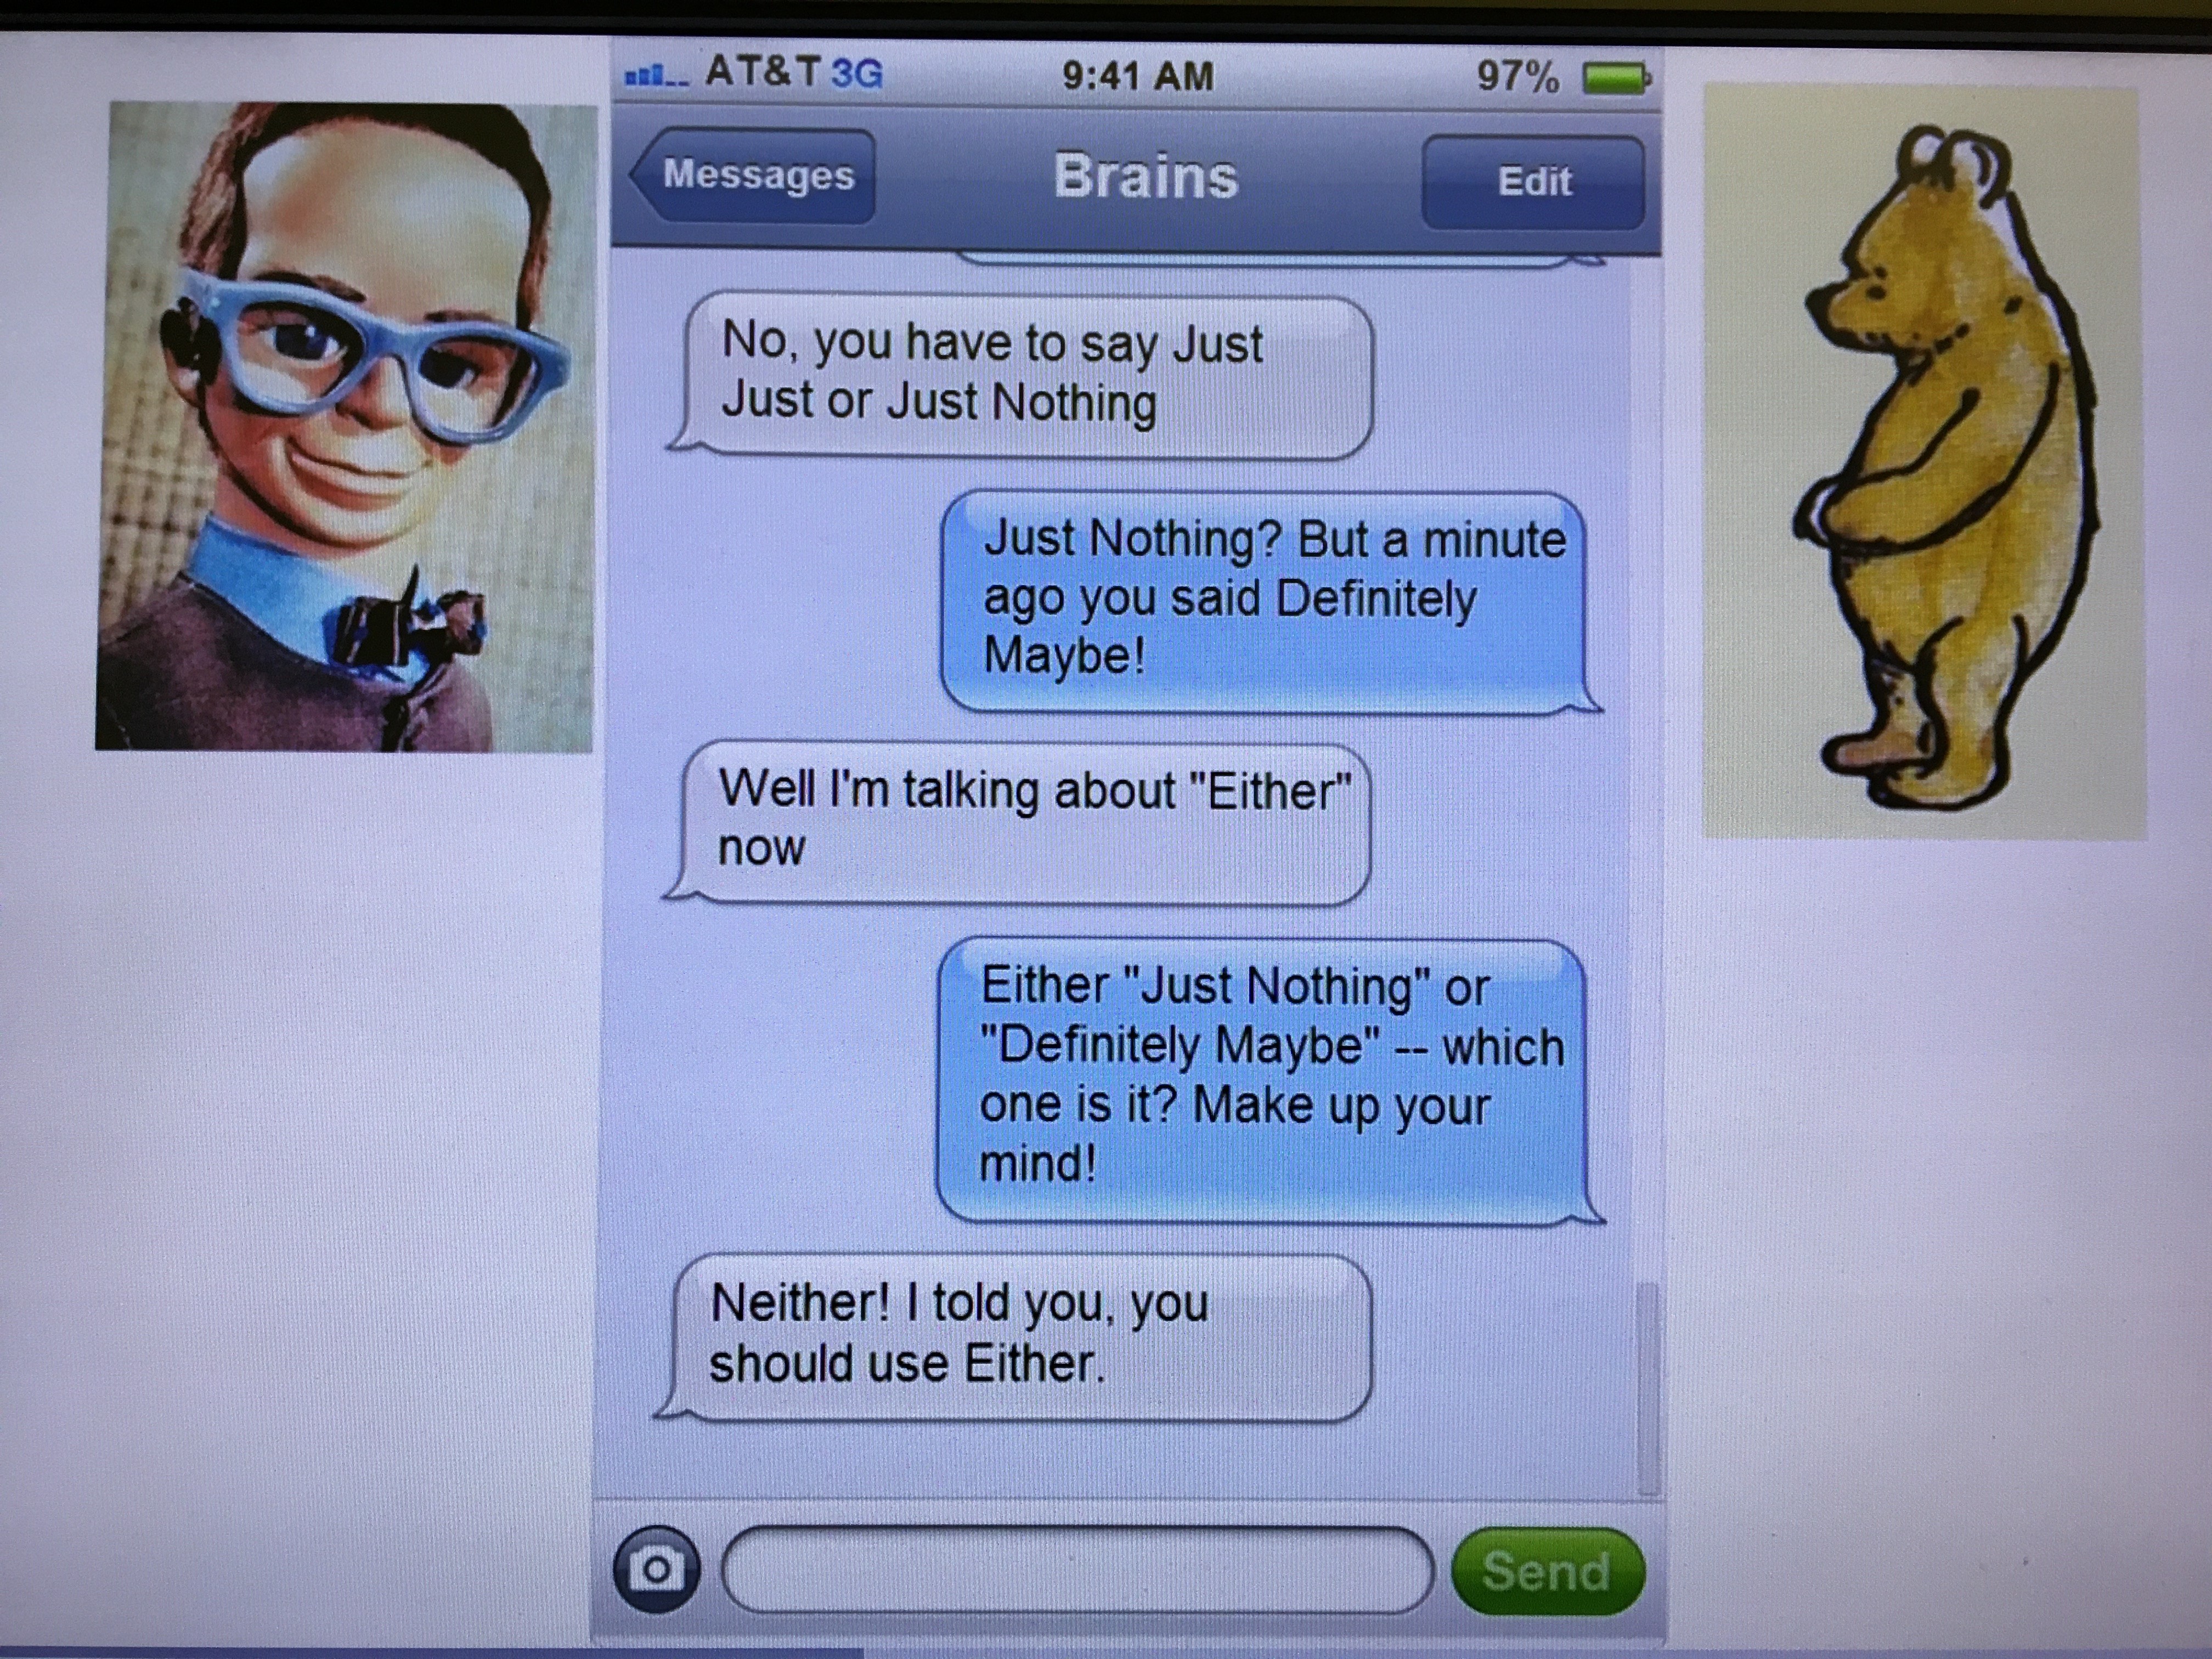 AT&T 3G 9:41 AM 97%
Messages Brains Edit
No, you have to say Just
Just or Just Nothing
Just Nothing? But a minute
ago you said Definitely
Maybe!
Well I'm talking about "Either"
now
Either "Just Nothing" or
"Definitely Maybe" -- which
one is it? Make up your
mind!
Neither! I told you, you
should use Either.
Send